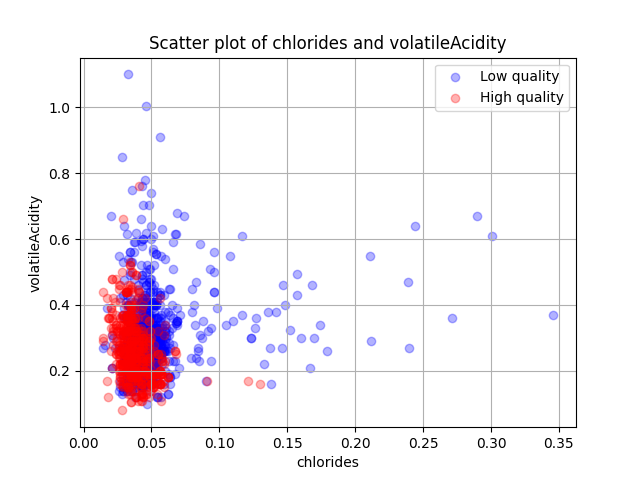 Scatter plot of chlorides and volatileAcidity
Low quality
High quality
volatileAcidity
1.0
0.8
0.6
0.4
0.2
0.00 0.05 0.10 0.15 0.20 0.25 0.30 0.35
chlorides